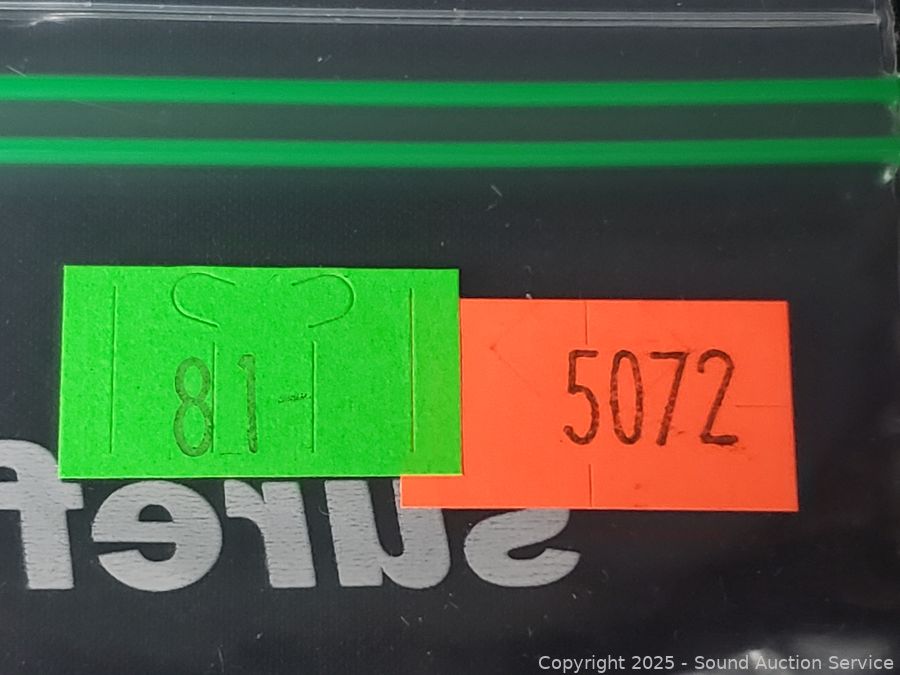 81
5072
suref
Copyright 2025 - Sound Auction Service